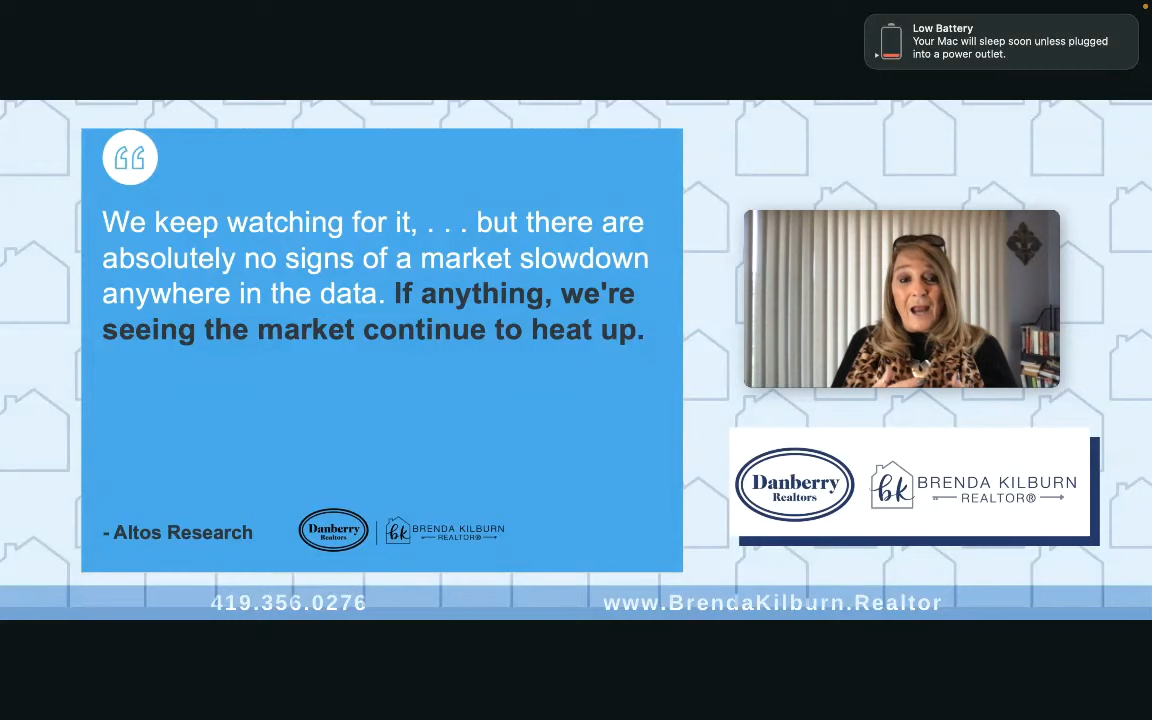 Low Battery
Your Mac will sleep soon unless plugged
into a power outlet.
We keep watching for it, . . . but there are
absolutely no signs of a market slowdown
anywhere in the data. If anything, we're
seeing the market continue to heat up.
- Altos Research
Danberry
Realtors
bk
BRENDA KILBURN
REALTOR®
Danberry
Realtors
bk
BRENDA KILBURN
REALTOR®
419.356.0276
www.BrendaKilburn.Realtor